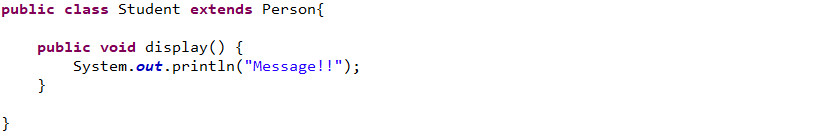 public class Student extends Person{
public void display() {
System.out.println("Message!!");
}
}